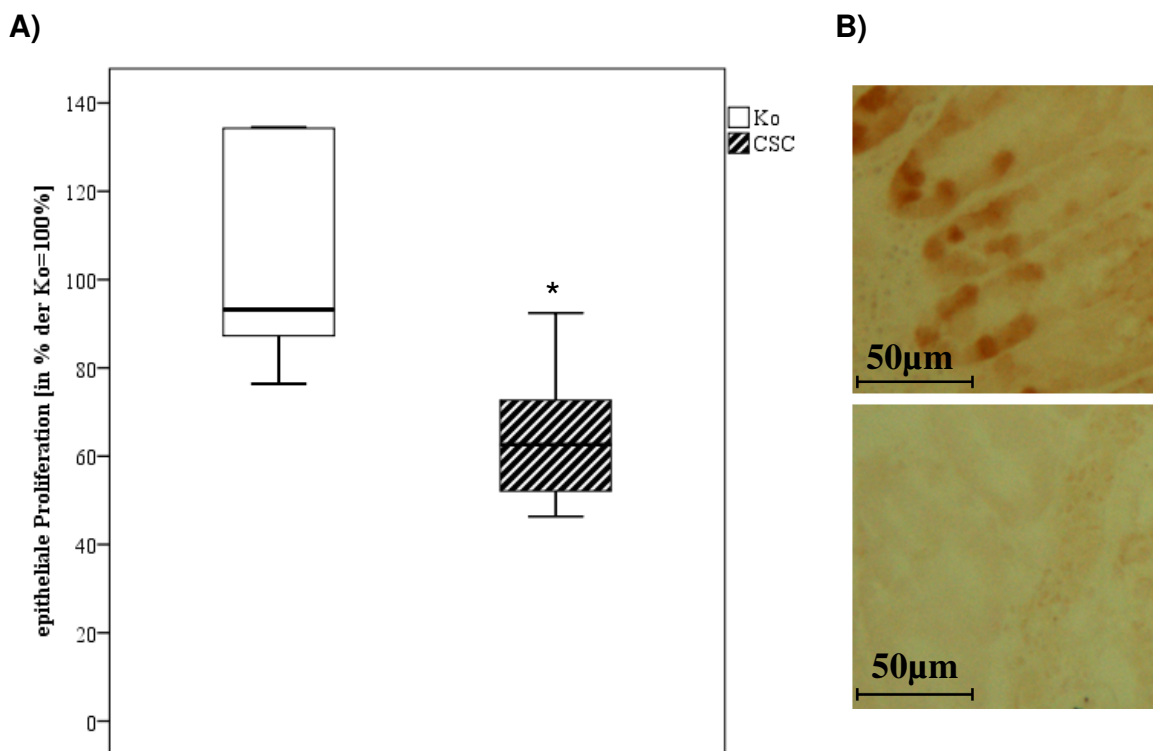 A)
B)
epitheliale Proliferation [in % der Ko=100%]
140
120
100
80
60
40
20
0
*
Ko
CSC
50µm
50µm